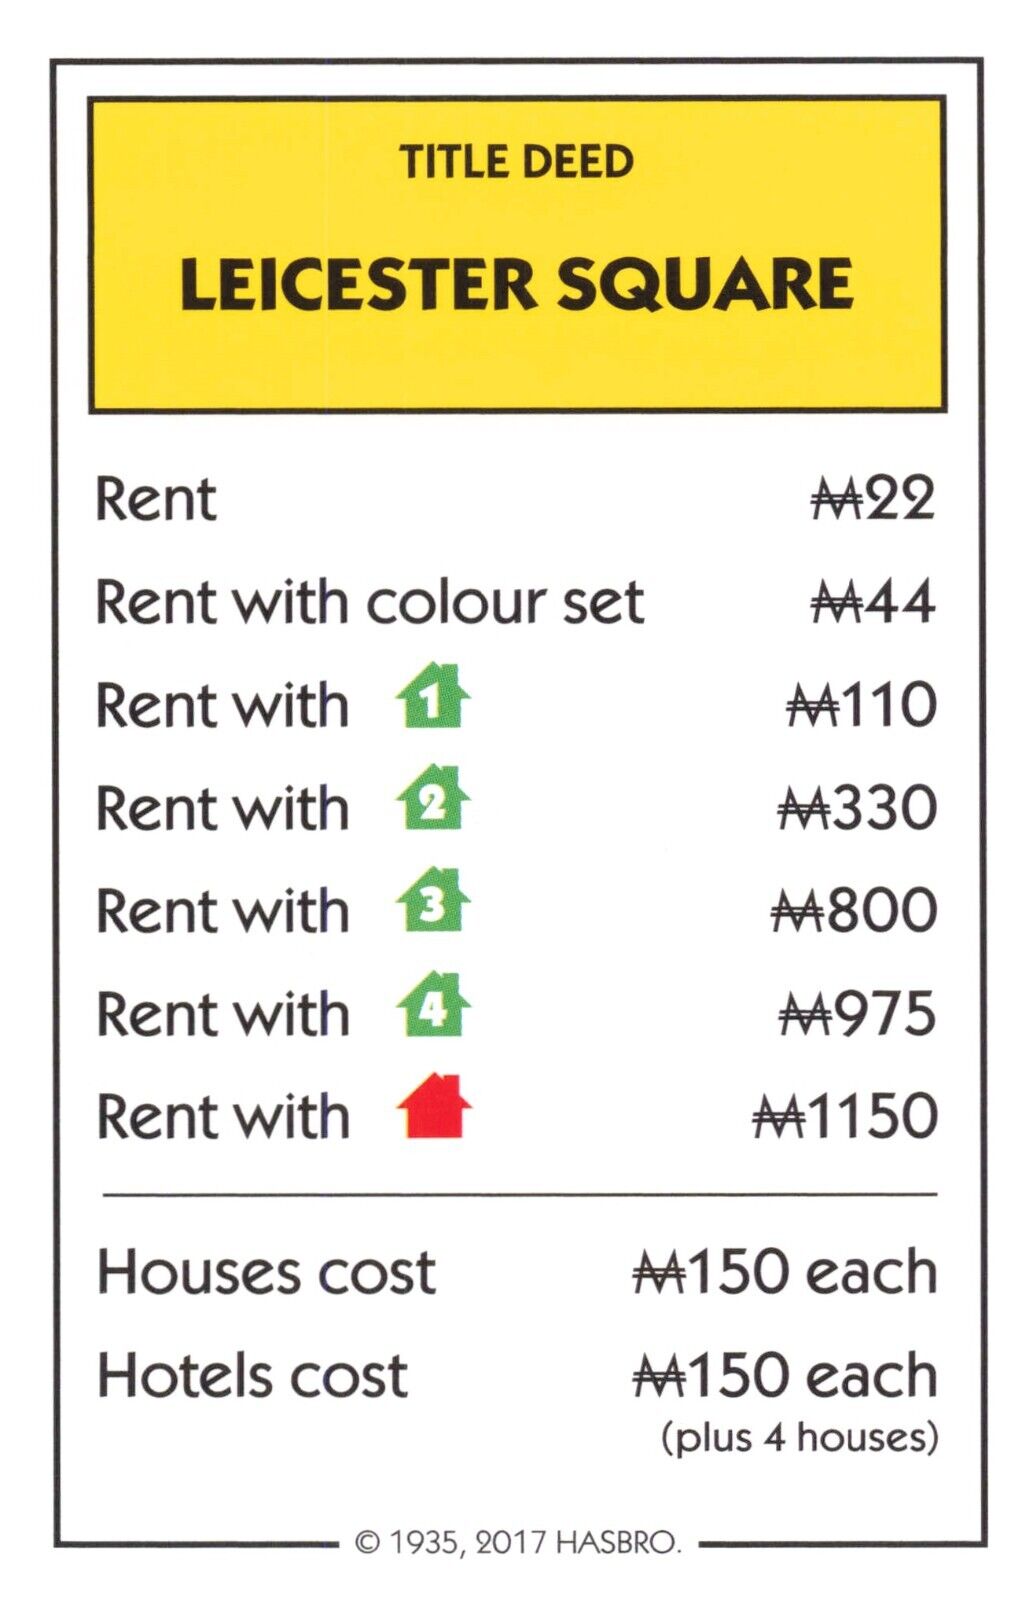 TITLE DEED
LEICESTER SQUARE
Rent ₩22
Rent with colour set ₩44
Rent with 1 ₩110
Rent with 2 ₩330
Rent with 3 ₩800
Rent with 4 ₩975
Rent with ₩1150
Houses cost ₩150 each
Hotels cost ₩150 each
(plus 4 houses)
© 1935, 2017 HASBRO.